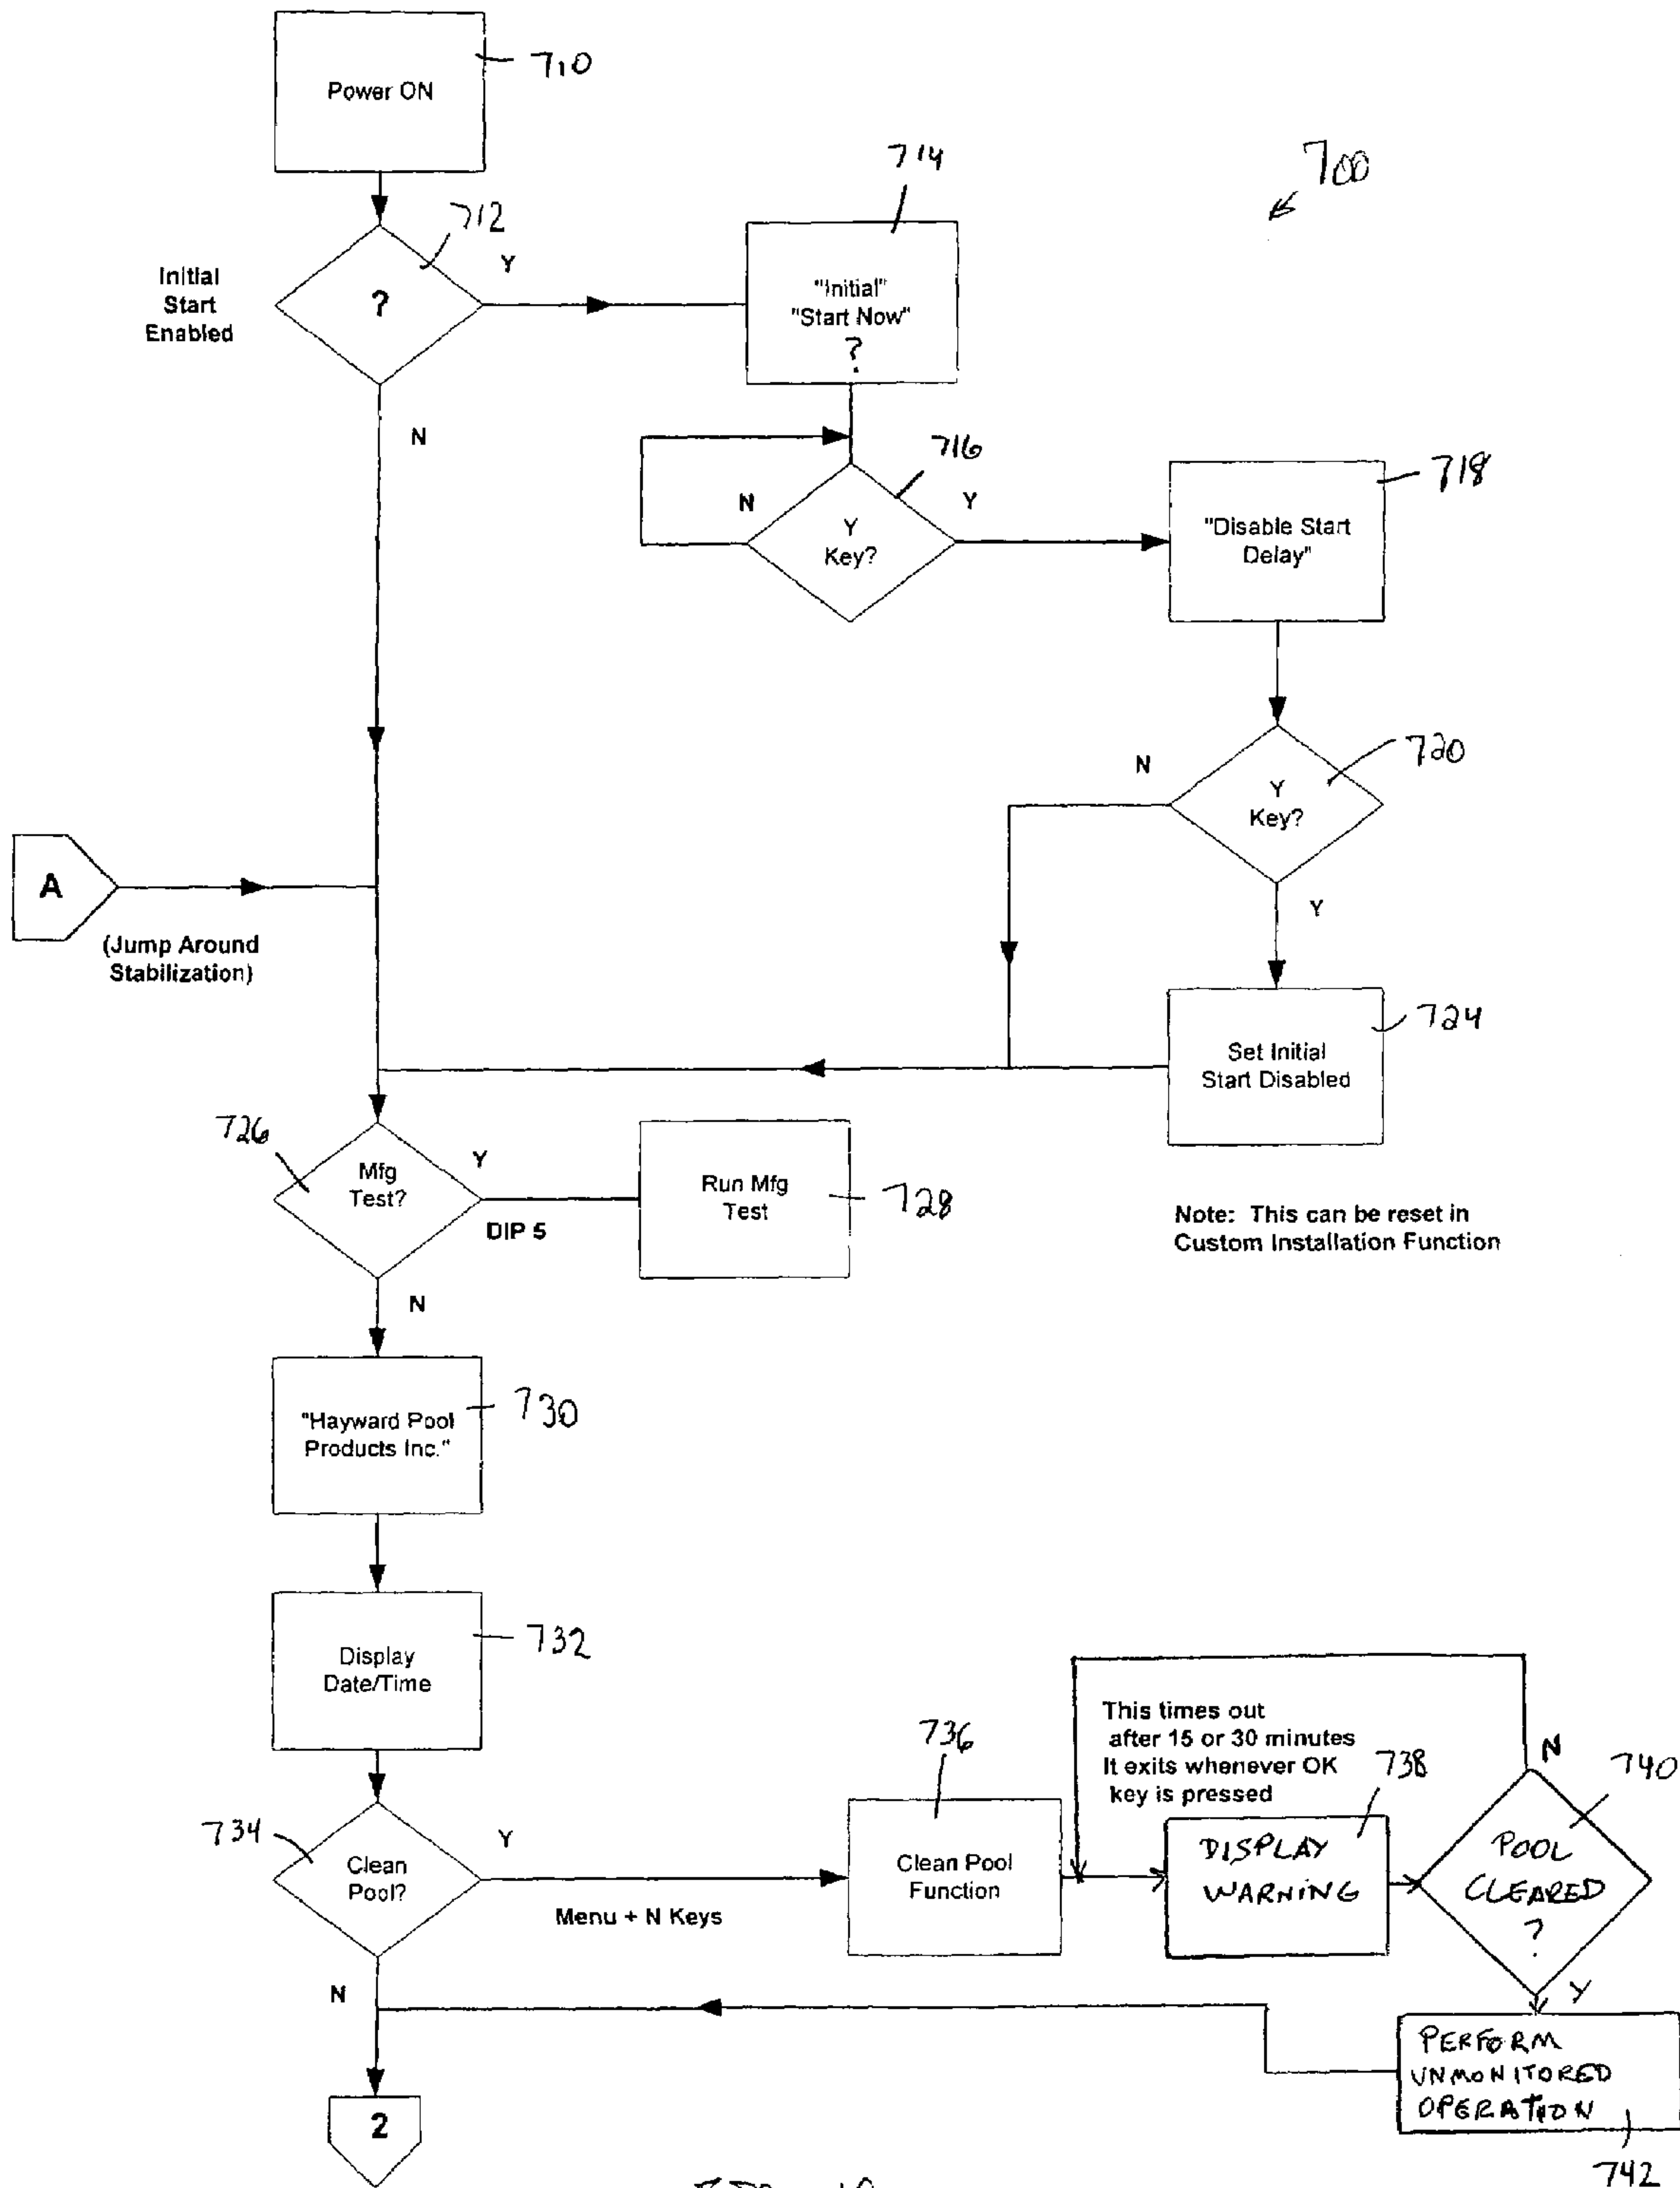 Power ON
710
700
714
712
Initial
Start
Enabled
?
Y
"Initial"
"Start Now"
?
N
716
N
Y
Key?
Y
718
"Disable Start
Delay"
720
N
Y
Key?
Y
A
(Jump Around
Stabilization)
724
Set Initial
Start Disabled
726
Mfg
Test?
Y
DIP 5
Run Mfg
Test
728
Note: This can be reset in
Custom Installation Function
N
"Hayward Pool
Products Inc."
730
Display
Date/Time
732
734
Clean
Pool?
Y
Menu + N Keys
736
Clean Pool
Function
This times out
after 15 or 30 minutes
It exits whenever OK
key is pressed
738
DISPLAY
WARNING
N
740
POOL
CLEARED
?
Y
N
PERFORM
UNMONITORED
OPERATION
742
2